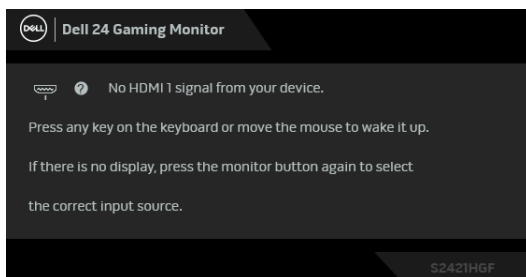 DELL
Dell 24 Gaming Monitor
No HDMI 1 signal from your device.
Press any key on the keyboard or move the mouse to wake it up.
If there is no display, press the monitor button again to select
the correct input source.
S2421HGF